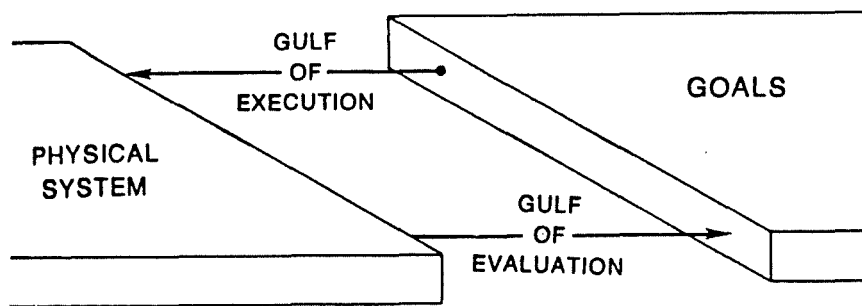 GULF
OF
EXECUTION
GOALS
PHYSICAL
SYSTEM
GULF
OF
EVALUATION